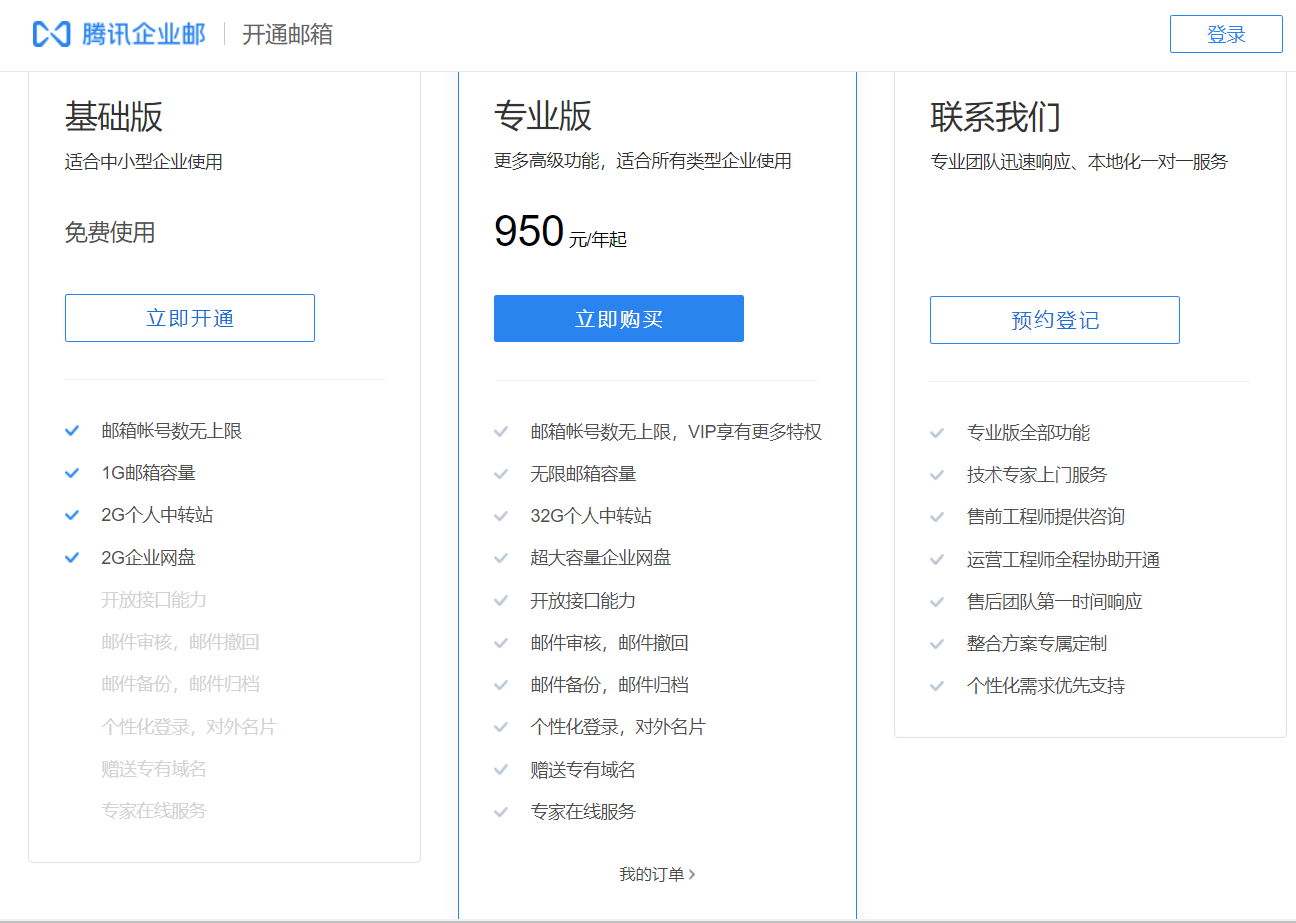 腾讯企业邮 开通邮箱
登录
基础版
适合中小型企业使用
免费使用
立即开通
邮箱帐号数无上限
1G邮箱容量
2G个人中转站
2G企业网盘
开放接口能力
邮件审核，邮件撤回
邮件备份，邮件归档
个性化登录，对外名片
赠送专有域名
专家在线服务
专业版
更多高级功能，适合所有类型企业使用
950 元/年起
立即购买
邮箱帐号数无上限，VIP享有更多特权
无限邮箱容量
32G个人中转站
超大容量企业网盘
开放接口能力
邮件审核，邮件撤回
邮件备份，邮件归档
个性化登录，对外名片
赠送专有域名
专家在线服务
我的订单 >
联系我们
专业团队迅速响应、本地化一对一服务
预约登记
专业版全部功能
技术专家上门服务
售前工程师提供咨询
运营工程师全程协助开通
售后团队第一时间响应
整合方案专属定制
个性化需求优先支持